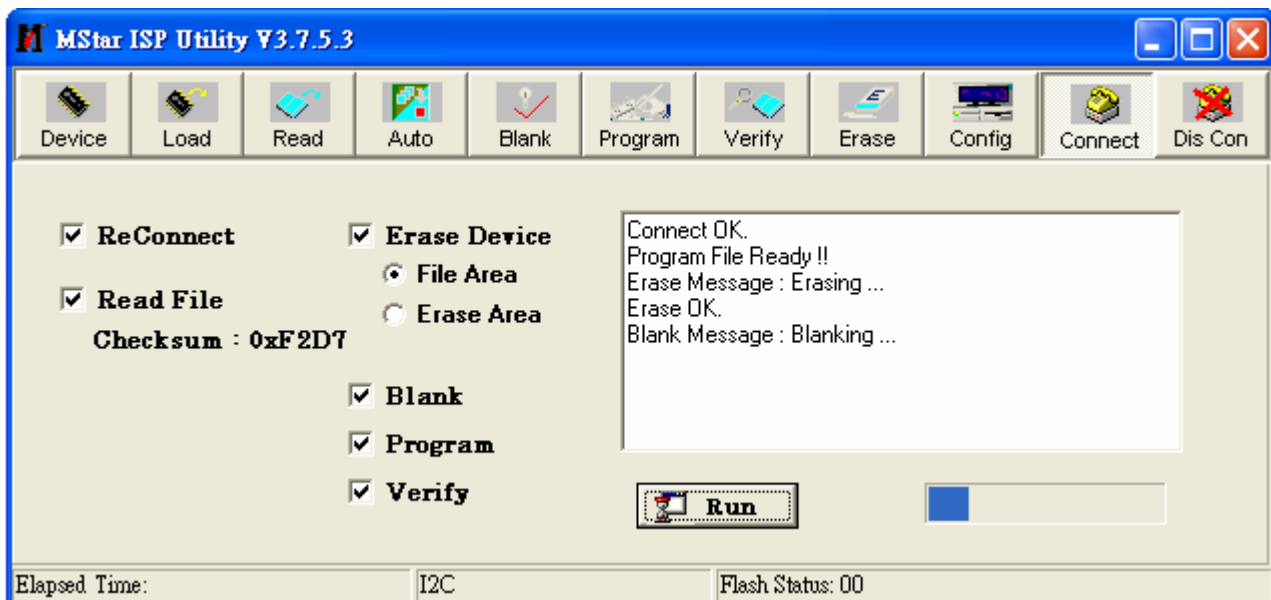 MStar ISP Utility V3.7.5.3
Device Load Read Auto Blank Program Verify Erase Config Connect Dis Con
ReConnect
Read File
Checksum : 0xF2D7
Erase Device
File Area
Erase Area
Blank
Program
Verify
Connect OK.
Program File Ready !!
Erase Message : Erasing ...
Erase OK.
Blank Message : Blanking ...
Run
Elapsed Time: I2C Flash Status: 00